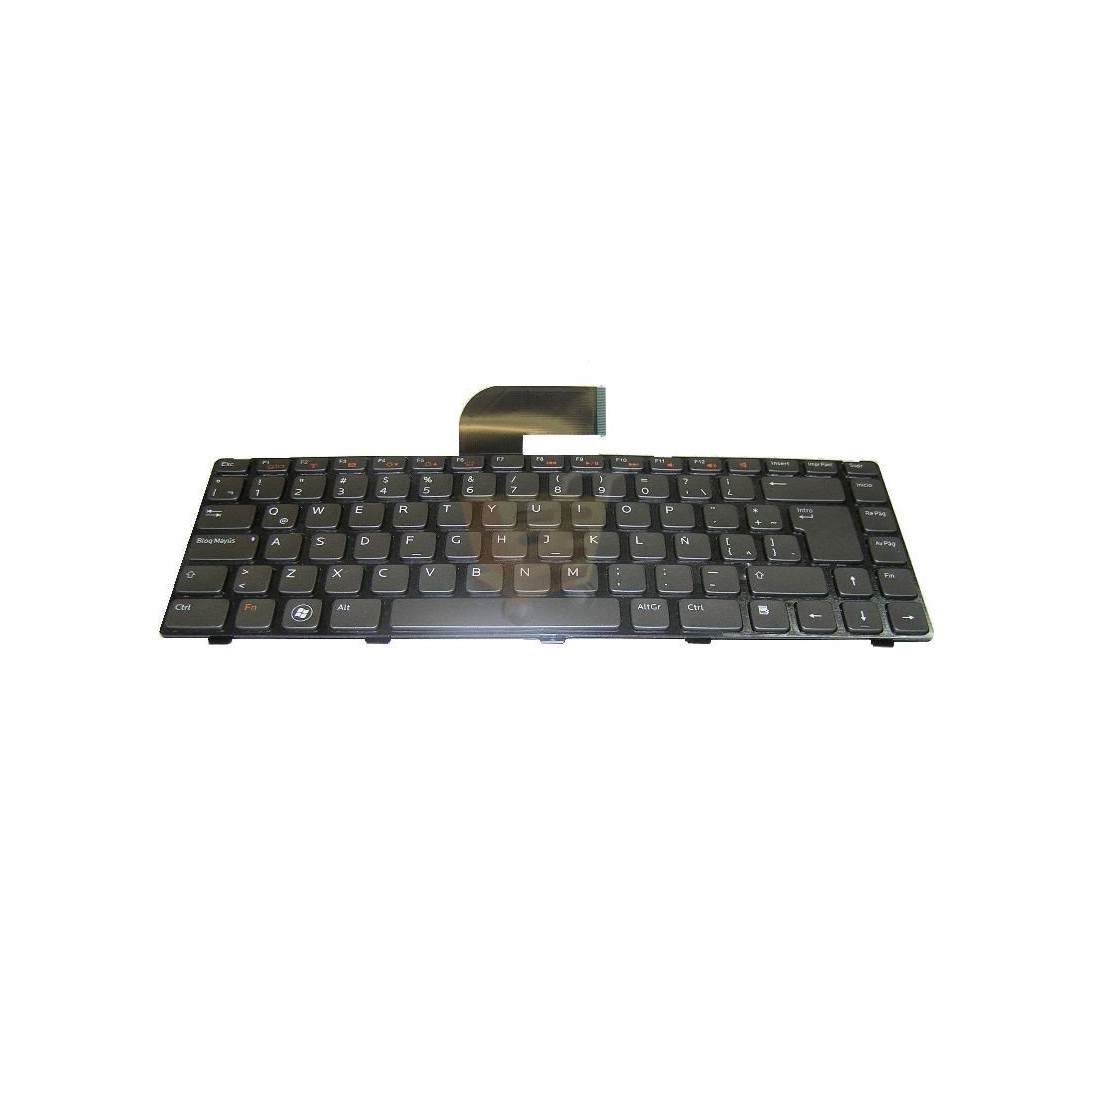 Esc F1 F2 F3 F4 F5 F6 F7 F8 F9 F10 F11 F12 Insert Impr Pant Supr
! " # $ % & / ( ) = ? ¿ Inicio
| ¬ 1 2 3 4 5 6 7 8 9 0 ' \ ¿
Q W E R T Y U I O P ¨ * Intro Re Pág
@ ´ + ~
Bloq Mayús A S D F G H J K L Ñ [ ] Av Pág
{ ^ }
> Z X C V B N M ; : _ Fin
< , . -
Ctrl Fn Alt AltGr Ctrl